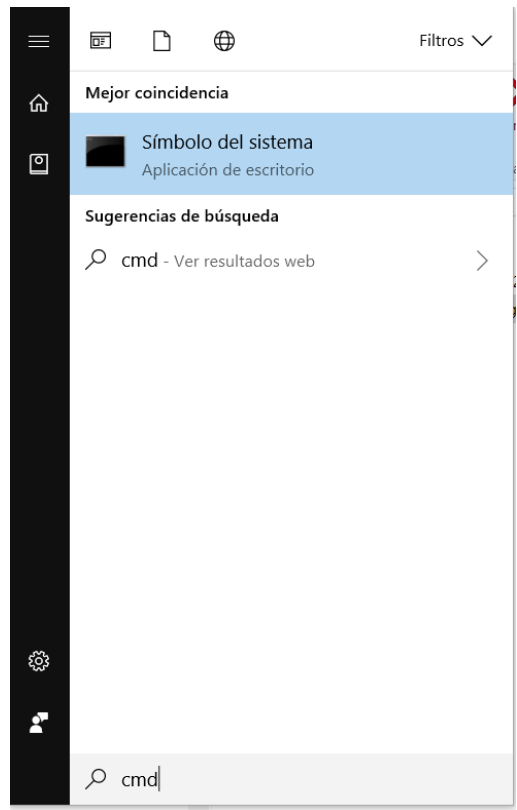 Filtros
Mejor coincidencia
Símbolo del sistema
Aplicación de escritorio
Sugerencias de búsqueda
cmd - Ver resultados web
cmd